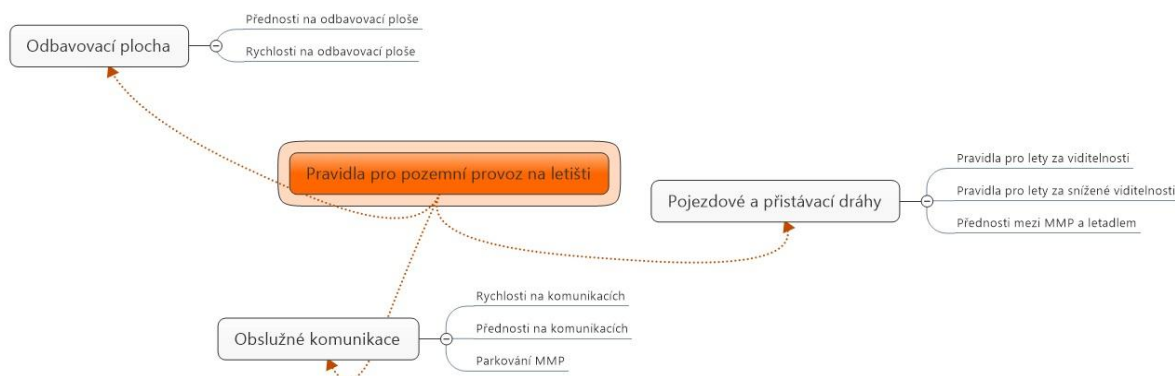 Přednosti na odbavovací ploše
Odbavovací plocha
Rychlosti na odbavovací ploše
Pravidla pro pozemní provoz na letišti
Pravidla pro lety za viditelnosti
Pojezdové a přistávací dráhy
Pravidla pro lety za snížené viditelnosti
Přednosti mezi MMP a letadlem
Rychlosti na komunikacích
Obslužné komunikace
Přednosti na komunikacích
Parkování MMP